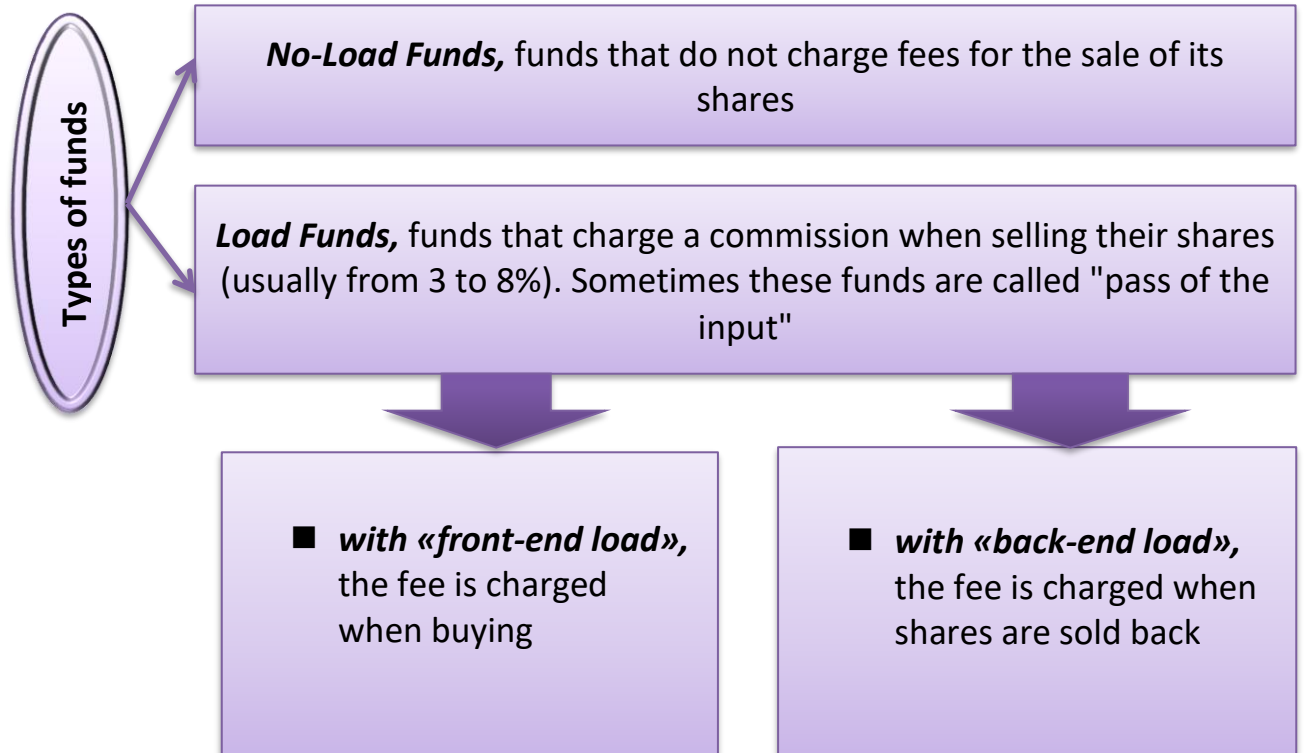 Types of funds
No-Load Funds, funds that do not charge fees for the sale of its
shares
Load Funds, funds that charge a commission when selling their shares
(usually from 3 to 8%). Sometimes these funds are called "pass of the
input"
■ with «front-end load»,
the fee is charged
when buying
■ with «back-end load»,
the fee is charged when
shares are sold back